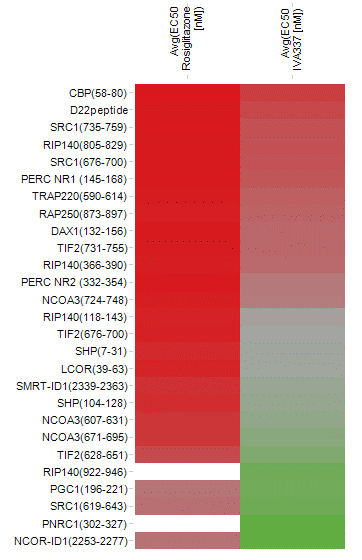 Avg(EC50
Rosiglitazone
[nM])
Avg(EC50
IVA337 [nM])
CBP(58-80)
D22peptide
SRC1(735-759)
RIP140(805-829)
SRC1(676-700)
PERC NR1 (145-168)
TRAP220(590-614)
RAP250(873-897)
DAX1(132-156)
TIF2(731-755)
RIP140(366-390)
PERC NR2 (332-354)
NCOA3(724-748)
RIP140(118-143)
TIF2(676-700)
SHP(7-31)
LCOR(39-63)
SMRT-ID1(2339-2363)
SHP(104-128)
NCOA3(607-631)
NCOA3(671-695)
TIF2(628-651)
RIP140(922-946)
PGC1(196-221)
SRC1(619-643)
PNRC1(302-327)
NCOR-ID1(2253-2277)